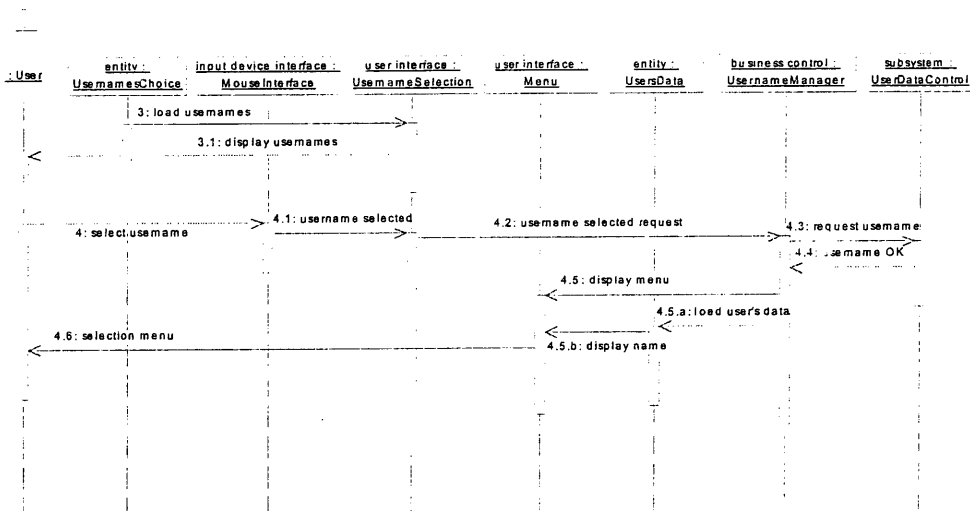 : User
entity :
UsernamesChoice
input device interface :
MouseInterface
user interface :
UsernameSelection
user interface :
Menu
entity :
UsersData
business control :
UsernameManager
subsystem :
UserDataControl
3: load usernames
3.1: display usernames
4: select username
4.1: username selected
4.2: username selected request
4.3: request username
4.4: username OK
4.5: display menu
4.5.a: load user's data
4.5.b: display name
4.6: selection menu